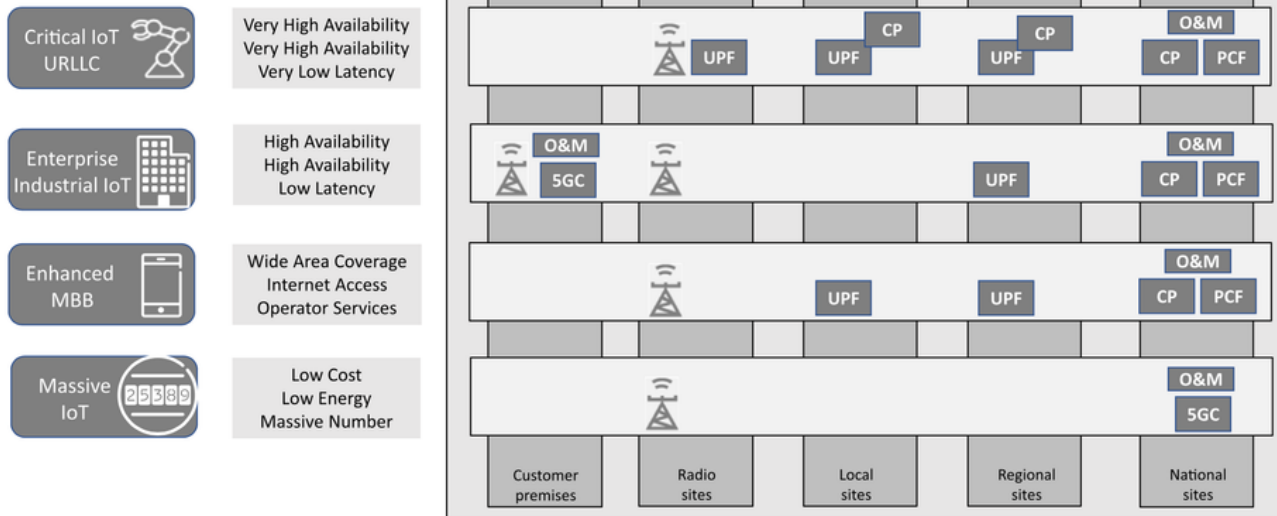 Critical IoT
URLLC
Very High Availability
Very High Availability
Very Low Latency
UPF
UPF
CP
UPF
CP
O&M
CP
PCF
Enterprise
Industrial IoT
High Availability
High Availability
Low Latency
O&M
5GC
UPF
O&M
CP
PCF
Enhanced
MBB
Wide Area Coverage
Internet Access
Operator Services
UPF
UPF
O&M
CP
PCF
Massive
IoT
25389
Low Cost
Low Energy
Massive Number
O&M
5GC
Customer
premises
Radio
sites
Local
sites
Regional
sites
National
sites